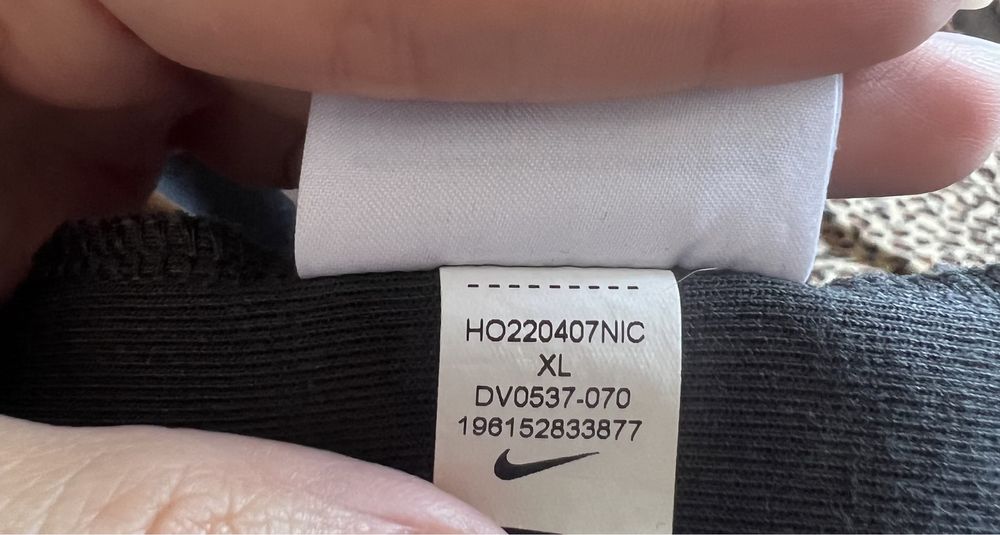 ---------
HO220407NIC
XL
DV0537-070
196152833877